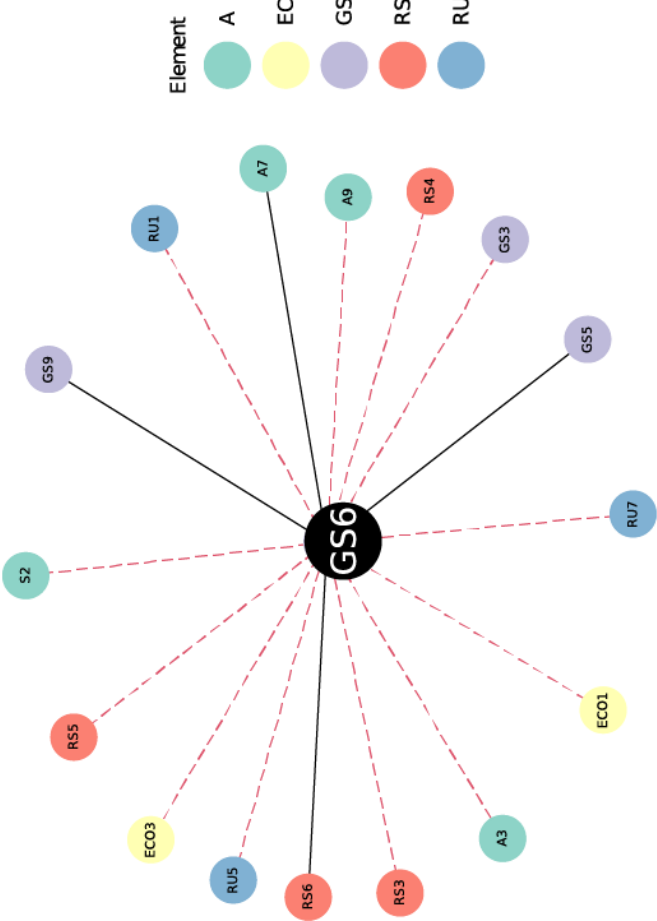 S2
GS9
RS5
ECO3
RU1
RU5
A7
RS6
GS6
A9
RS3
RS4
A3
GS3
GS5
ECO1
RU7
Element
A
EC
GS
RS
RU